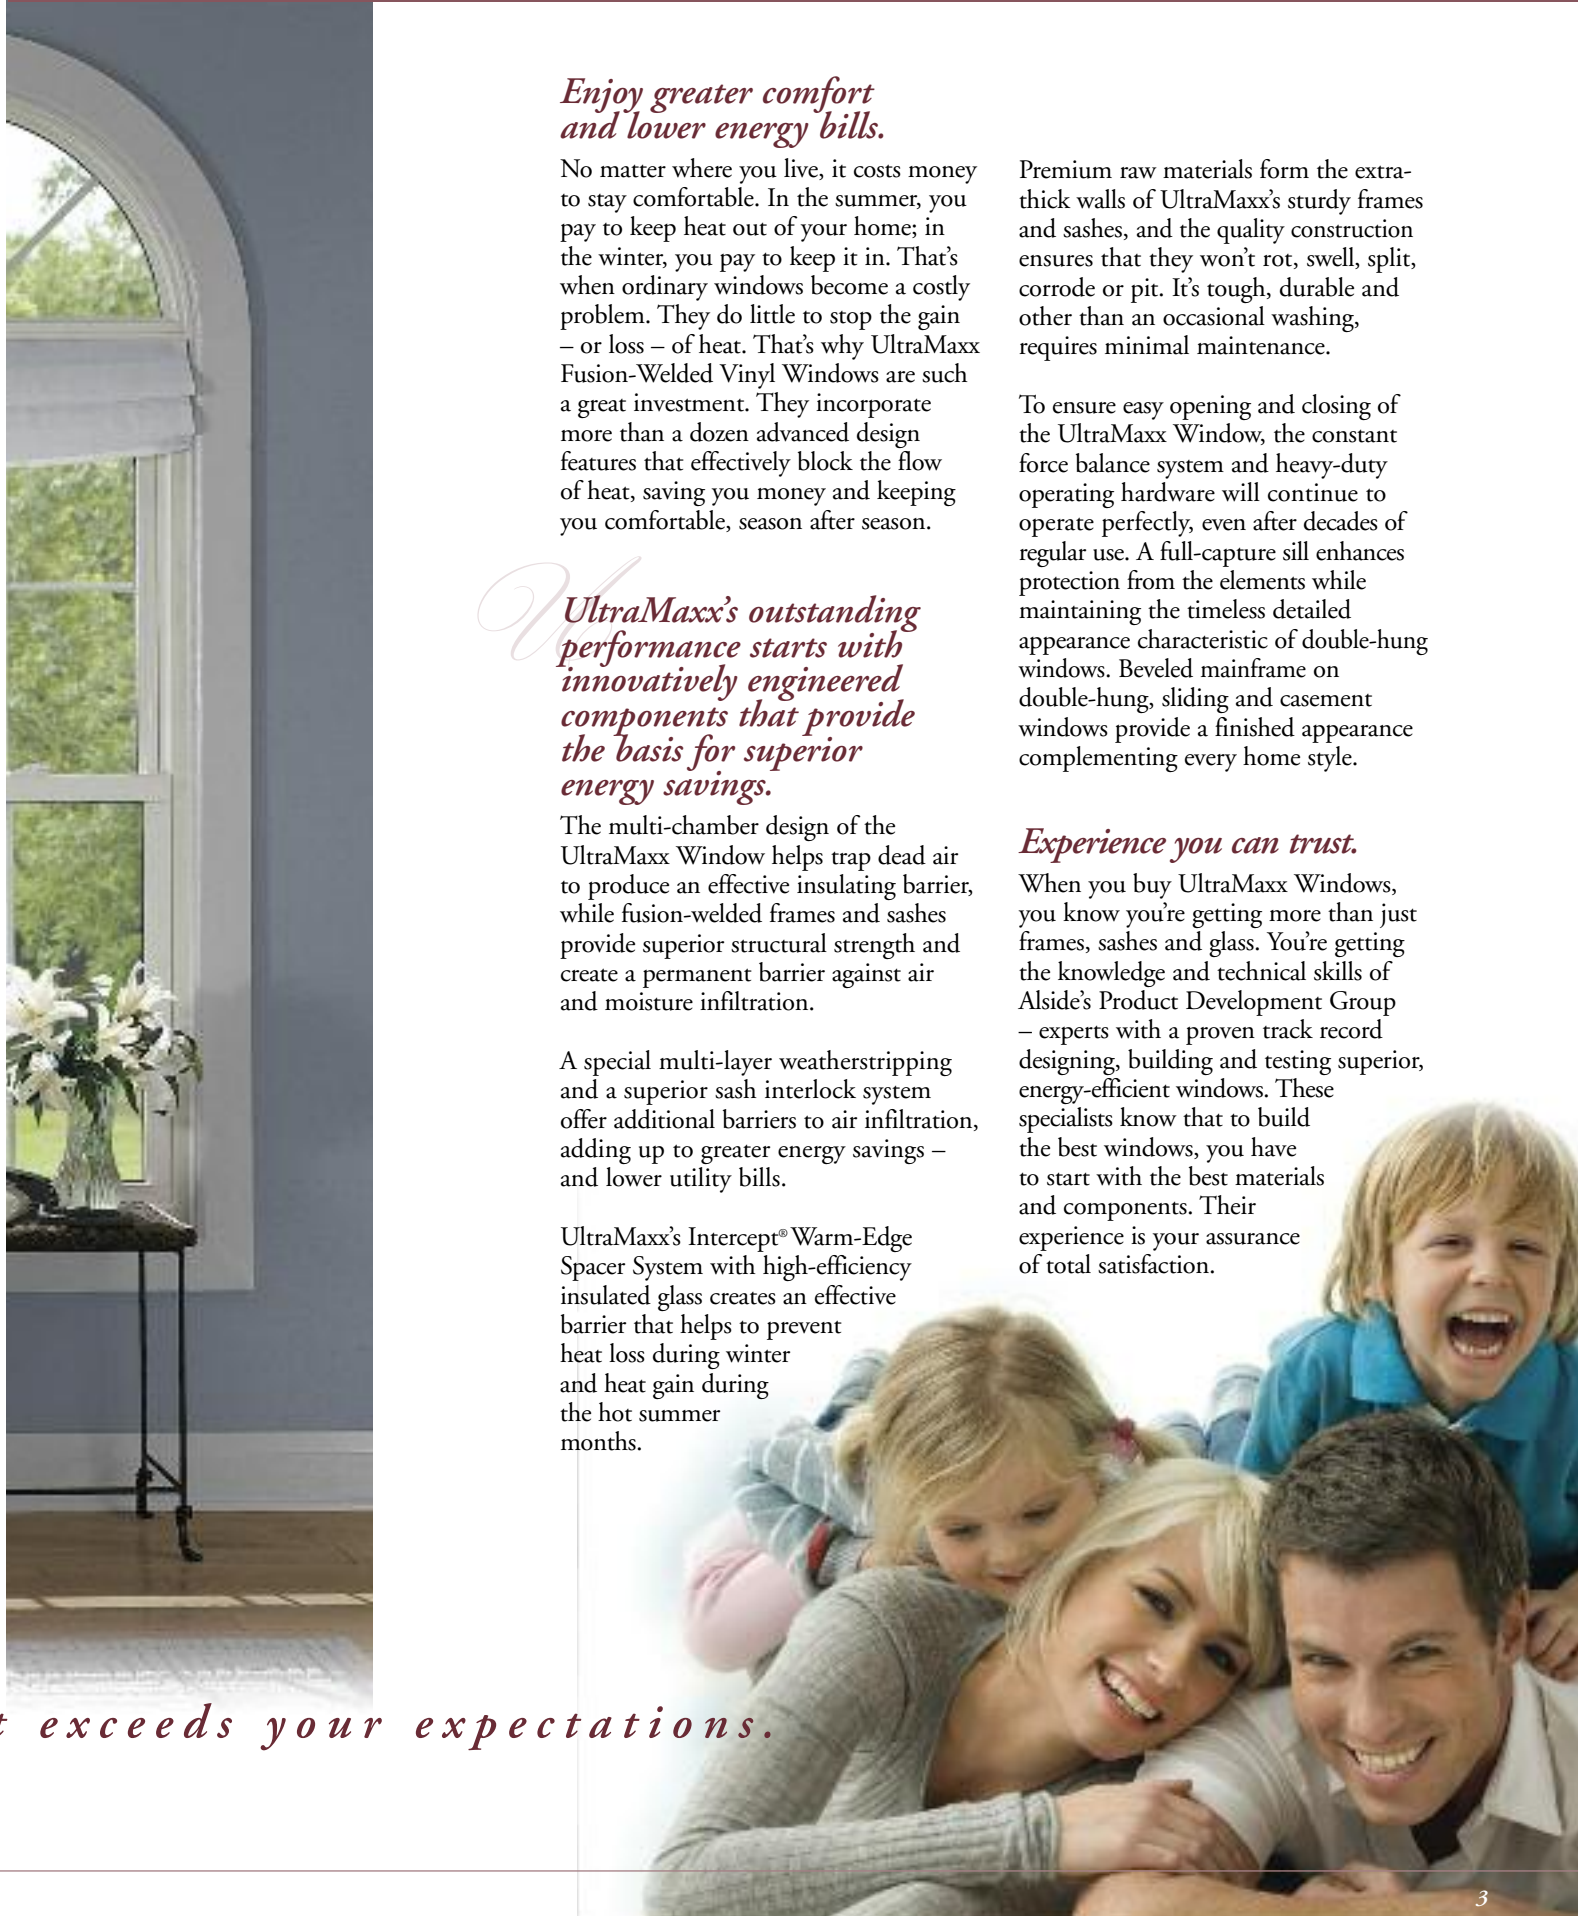 Enjoy greater comfort
and lower energy bills.
No matter where you live, it costs money
to stay comfortable. In the summer, you
pay to keep heat out of your home; in
the winter, you pay to keep it in. That's
when ordinary windows become a costly
problem. They do little to stop the gain
– or loss – of heat. That's why UltraMaxx
Fusion-Welded Vinyl Windows are such
a great investment. They incorporate
more than a dozen advanced design
features that effectively block the flow
of heat, saving you money and keeping
you comfortable, season after season.
UltraMaxx's outstanding
performance starts with
innovatively engineered
components that provide
the basis for superior
energy savings.
The multi-chamber design of the
UltraMaxx Window helps trap dead air
to produce an effective insulating barrier,
while fusion-welded frames and sashes
provide superior structural strength and
create a permanent barrier against air
and moisture infiltration.
A special multi-layer weatherstripping
and a superior sash interlock system
offer additional barriers to air infiltration,
adding up to greater energy savings –
and lower utility bills.
UltraMaxx's Intercept® Warm-Edge
Spacer System with high-efficiency
insulated glass creates an effective
barrier that helps to prevent
heat loss during winter
and heat gain during
the hot summer
months.
Premium raw materials form the extra-
thick walls of UltraMaxx's sturdy frames
and sashes, and the quality construction
ensures that they won't rot, swell, split,
corrode or pit. It's tough, durable and
other than an occasional washing,
requires minimal maintenance.
To ensure easy opening and closing of
the UltraMaxx Window, the constant
force balance system and heavy-duty
operating hardware will continue to
operate perfectly, even after decades of
regular use. A full-capture sill enhances
protection from the elements while
maintaining the timeless detailed
appearance characteristic of double-hung
windows. Beveled mainframe on
double-hung, sliding and casement
windows provide a finished appearance
complementing every home style.
Experience you can trust.
When you buy UltraMaxx Windows,
you know you're getting more than just
frames, sashes and glass. You're getting
the knowledge and technical skills of
Alside's Product Development Group
– experts with a proven track record
designing, building and testing superior,
energy-efficient windows. These
specialists know that to build
the best windows, you have
to start with the best materials
and components. Their
experience is your assurance
of total satisfaction.
exceeds your expectations.
3